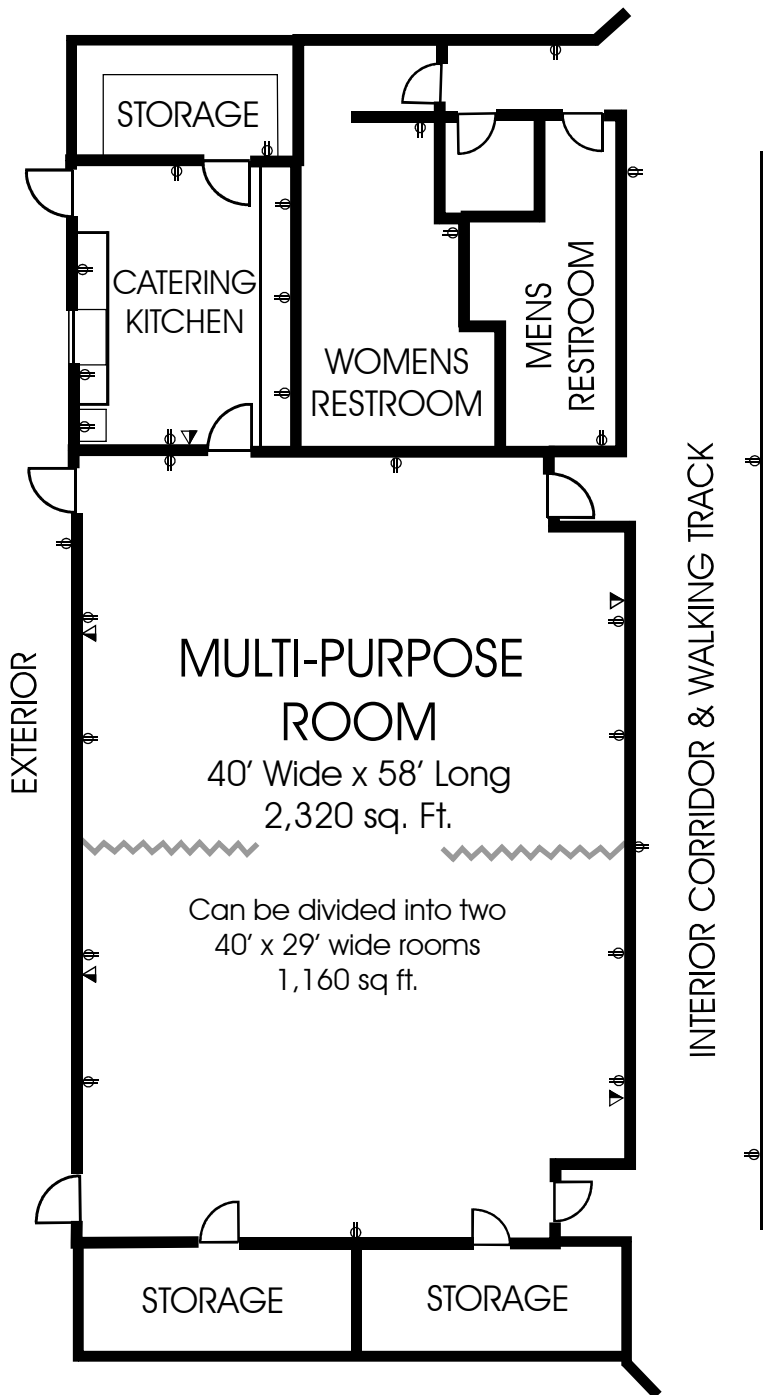 STORAGE
CATERING
KITCHEN
WOMENS
RESTROOM
MENS
RESTROOM
EXTERIOR
MULTI-PURPOSE
ROOM
40' Wide x 58' Long
2,320 sq. Ft.
Can be divided into two
40' x 29' wide rooms
1,160 sq ft.
INTERIOR CORRIDOR & WALKING TRACK
STORAGE
STORAGE